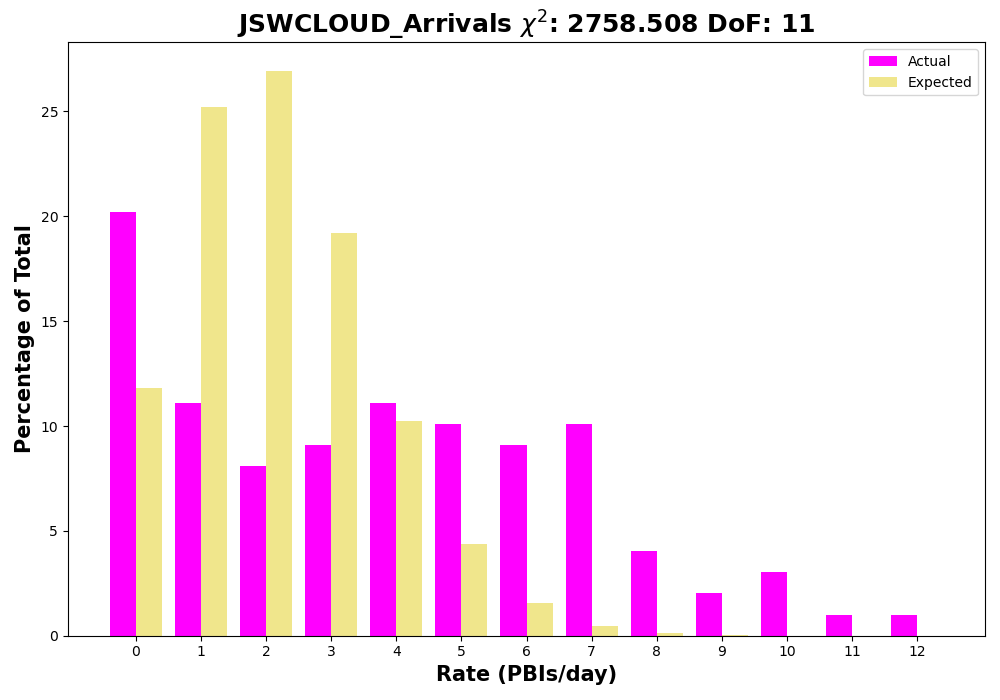 JSWCLOUD_Arrivals χ²: 2758.508 DoF: 11
Actual
Expected
Percentage of Total
25
20
15
10
5
0
0 1 2 3 4 5 6 7 8 9 10 11 12
Rate (PBIs/day)